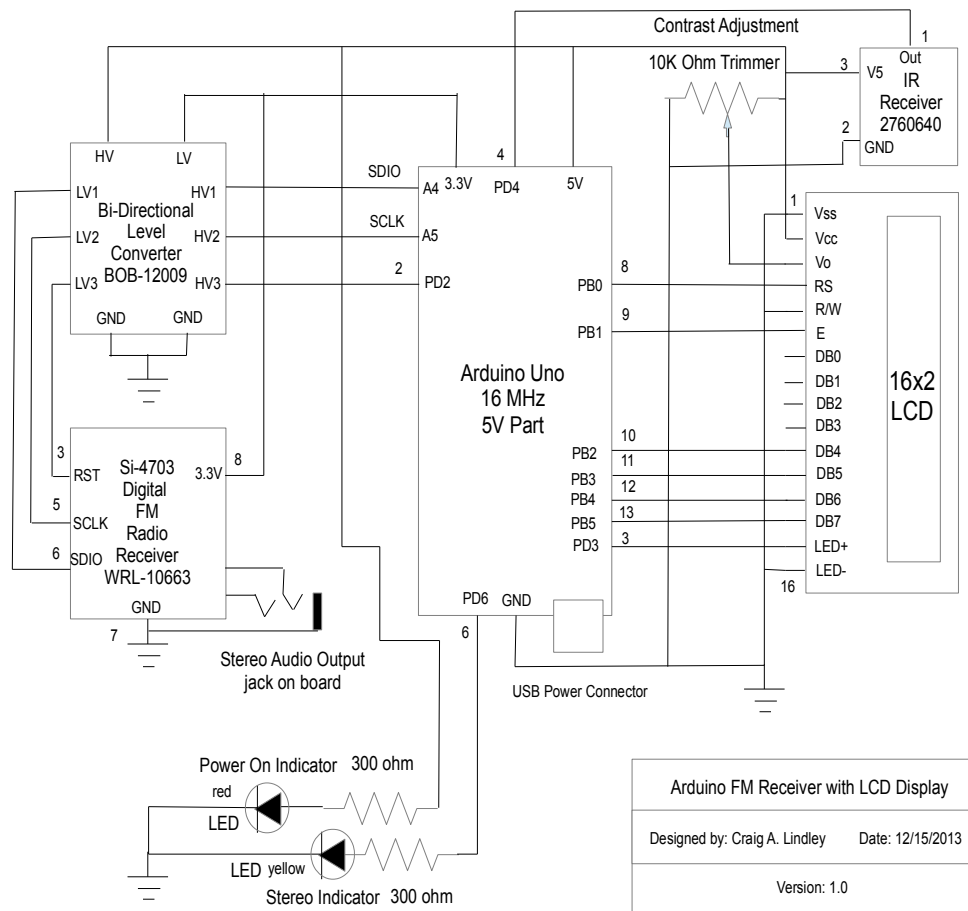 Contrast Adjustment
10K Ohm Trimmer
1
Out
3
V5
IR
Receiver
2760640
2
GND
HV
LV
LV1
HV1
Bi-Directional
Level
Converter
BOB-12009
LV2
HV2
LV3
HV3
GND
GND
SDIO
SCLK
2
4
A4
3.3V
PD4
5V
A5
PD2
Arduino Uno
16 MHz
5V Part
8
PB0
9
PB1
10
PB2
11
PB3
12
PB4
13
PB5
3
PD3
PD6
GND
6
USB Power Connector
1
Vss
Vcc
Vo
RS
R/W
E
DB0
DB1
DB2
DB3
DB4
DB5
DB6
DB7
LED+
LED-
16
16x2
LCD
3
RST
Si-4703
Digital
FM
Radio
Receiver
WRL-10663
3.3V
8
5
SCLK
6
SDIO
GND
7
Stereo Audio Output
jack on board
Power On Indicator
300 ohm
red
LED
LED
yellow
Stereo Indicator
300 ohm
Arduino FM Receiver with LCD Display
Designed by: Craig A. Lindley
Date: 12/15/2013
Version: 1.0